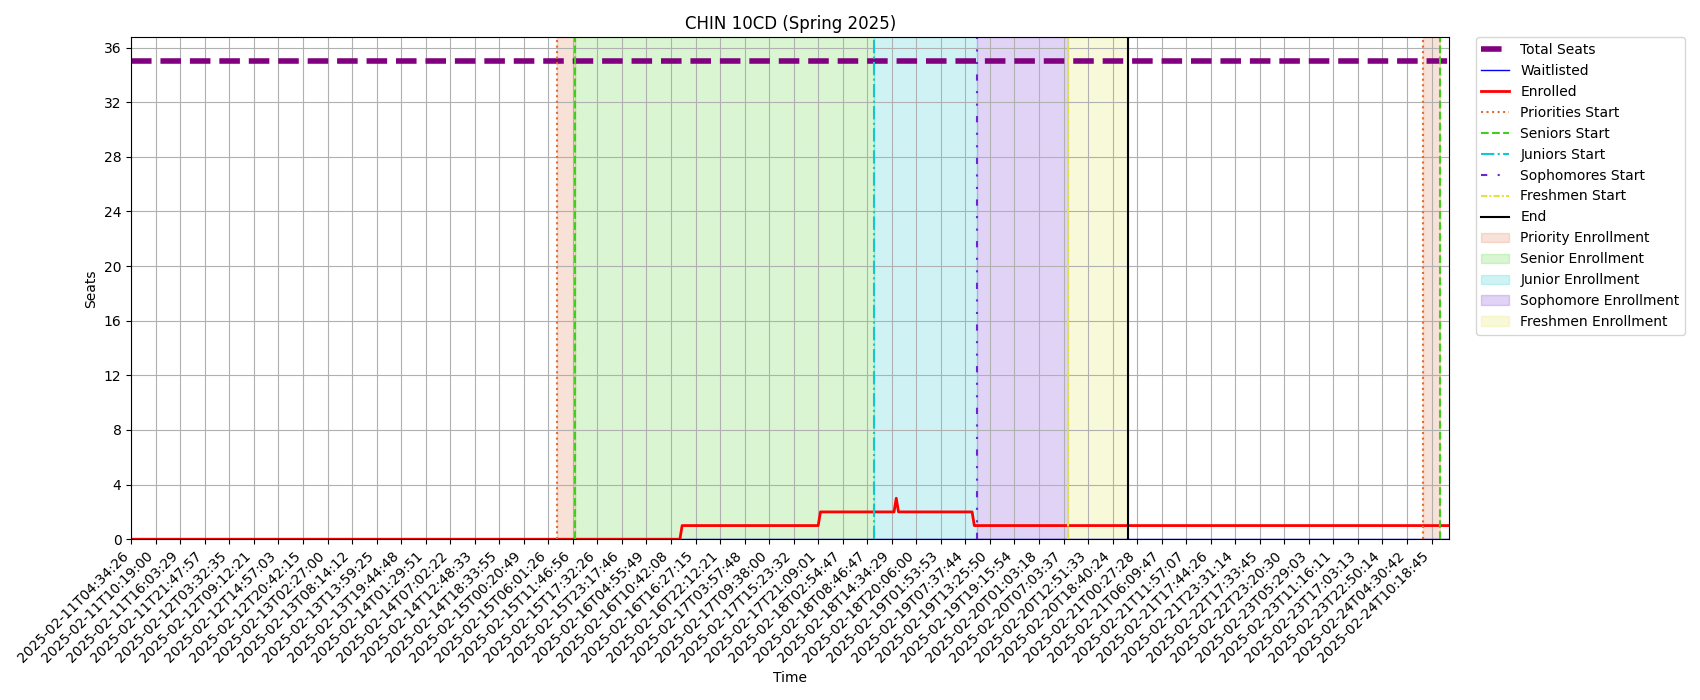 CHIN 10CD (Spring 2025)
Seats
36
32
28
24
20
16
12
8
4
0
2025-02-11T04:34:26
2025-02-11T10:19:00
2025-02-11T16:03:29
2025-02-11T21:47:57
2025-02-12T03:32:35
2025-02-12T09:12:21
2025-02-12T14:57:03
2025-02-12T20:42:15
2025-02-13T02:27:00
2025-02-13T08:14:12
2025-02-13T13:59:25
2025-02-13T19:44:48
2025-02-14T01:29:51
2025-02-14T07:02:22
2025-02-14T12:48:33
2025-02-14T18:33:55
2025-02-15T00:20:49
2025-02-15T06:01:26
2025-02-15T11:46:56
2025-02-15T17:32:26
2025-02-15T23:17:46
2025-02-16T04:55:49
2025-02-16T10:42:08
2025-02-16T16:27:15
2025-02-16T22:12:21
2025-02-17T03:57:48
2025-02-17T09:38:00
2025-02-17T15:23:32
2025-02-17T21:09:01
2025-02-18T02:54:47
2025-02-18T08:46:47
2025-02-18T14:34:29
2025-02-18T20:06:00
2025-02-19T01:53:53
2025-02-19T07:37:44
2025-02-19T13:25:50
2025-02-19T19:15:54
2025-02-20T01:03:18
2025-02-20T07:03:37
2025-02-20T12:51:33
2025-02-20T18:40:24
2025-02-21T00:27:28
2025-02-21T06:09:47
2025-02-21T11:57:07
2025-02-21T17:44:26
2025-02-21T23:31:14
2025-02-22T17:33:45
2025-02-22T23:20:30
2025-02-23T05:29:03
2025-02-23T11:16:11
2025-02-23T17:03:13
2025-02-23T22:50:14
2025-02-24T04:30:42
2025-02-24T10:18:45
Time
Total Seats
Waitlisted
Enrolled
Priorities Start
Seniors Start
Juniors Start
Sophomores Start
Freshmen Start
End
Priority Enrollment
Senior Enrollment
Junior Enrollment
Sophomore Enrollment
Freshmen Enrollment